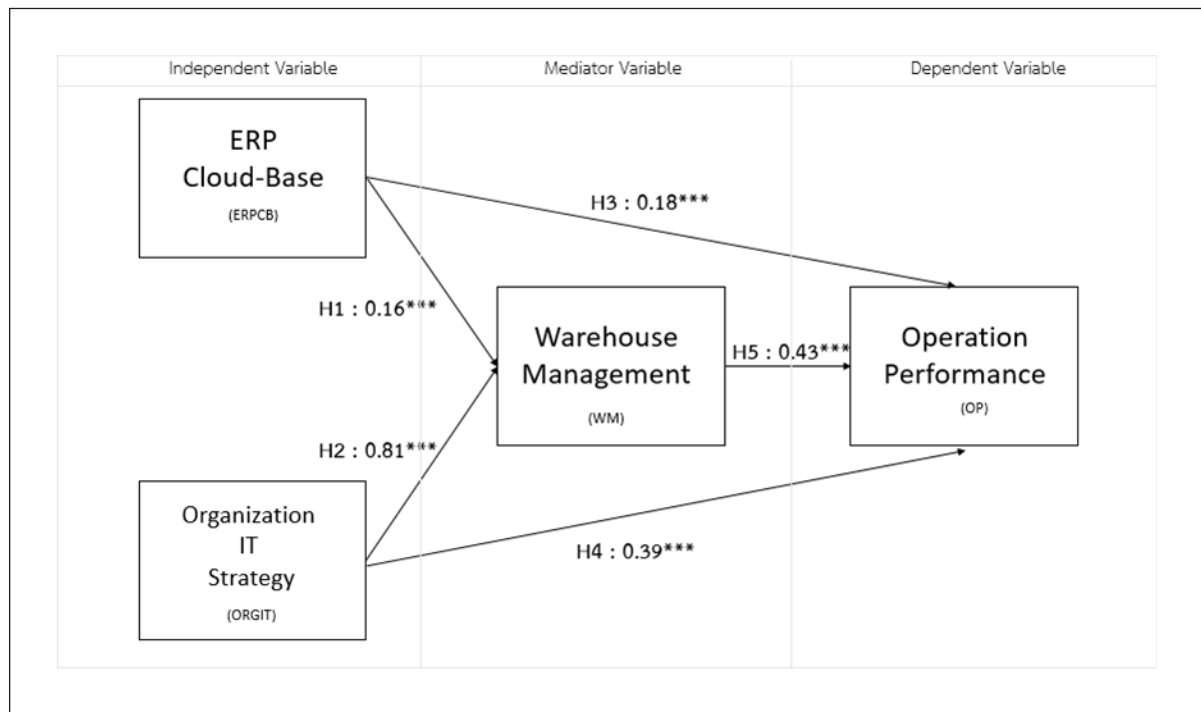 Independent Variable
Mediator Variable
Dependent Variable
ERP
Cloud-Base
(ERPCB)
H3 : 0.18***
H1 : 0.16***
Warehouse
Management
(WM)
H5 : 0.43***
Operation
Performance
(OP)
H2 : 0.81***
Organization
IT
Strategy
(ORGIT)
H4 : 0.39***